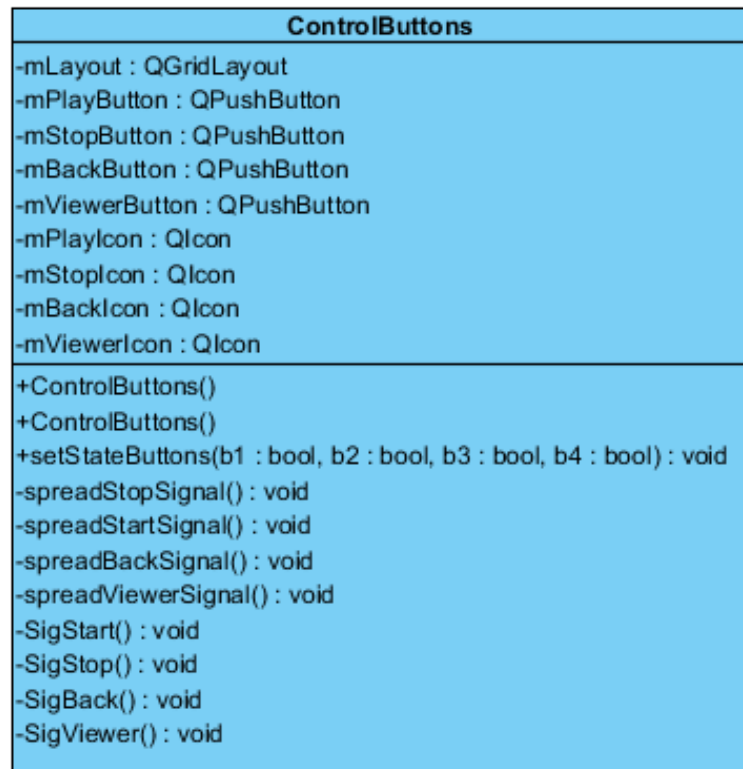 ControlButtons
-mLayout : QGridLayout
-mPlayButton : QPushButton
-mStopButton : QPushButton
-mBackButton : QPushButton
-mViewerButton : QPushButton
-mPlayIcon : QIcon
-mStopIcon : QIcon
-mBackIcon : QIcon
-mViewerIcon : QIcon
+ControlButtons()
+ControlButtons()
+setStateButtons(b1 : bool, b2 : bool, b3 : bool, b4 : bool) : void
-spreadStopSignal() : void
-spreadStartSignal() : void
-spreadBackSignal() : void
-spreadViewerSignal() : void
-SigStart() : void
-SigStop() : void
-SigBack() : void
-SigViewer() : void